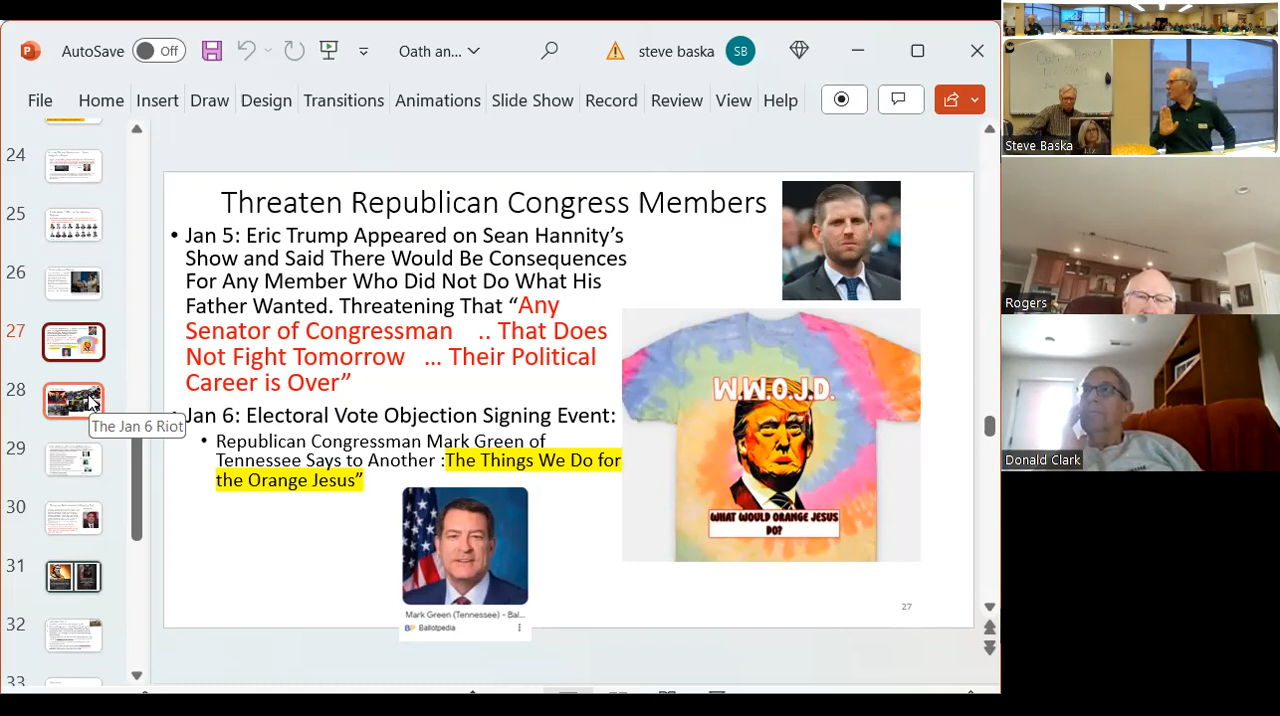 AutoSave
Off
Oath an...
steve baska
SB
File
Home
Insert
Draw
Design
Transitions
Animations
Slide Show
Record
Review
View
Help
24
25
26
27
28
29
30
31
32
33
The Jan 6 Riot
Threaten Republican Congress Members
• Jan 5: Eric Trump Appeared on Sean Hannity’s
Show and Said There Would Be Consequences
For Any Member Who Did Not Do What His
Father Wanted. Threatening That “Any
Senator of Congressman .. That Does
Not Fight Tomorrow … Their Political
Career is Over”
Jan 6: Electoral Vote Objection Signing Event:
• Republican Congressman Mark Green of
Tennessee Says to Another :The Things We Do for
the Orange Jesus”
W.W.O.J.D.
WHAT WOULD ORANGE JESUS
DO?
Mark Green (Tennessee) - Bal...
BP Ballotpedia
27
Steve Baska
Rogers
Donald Clark